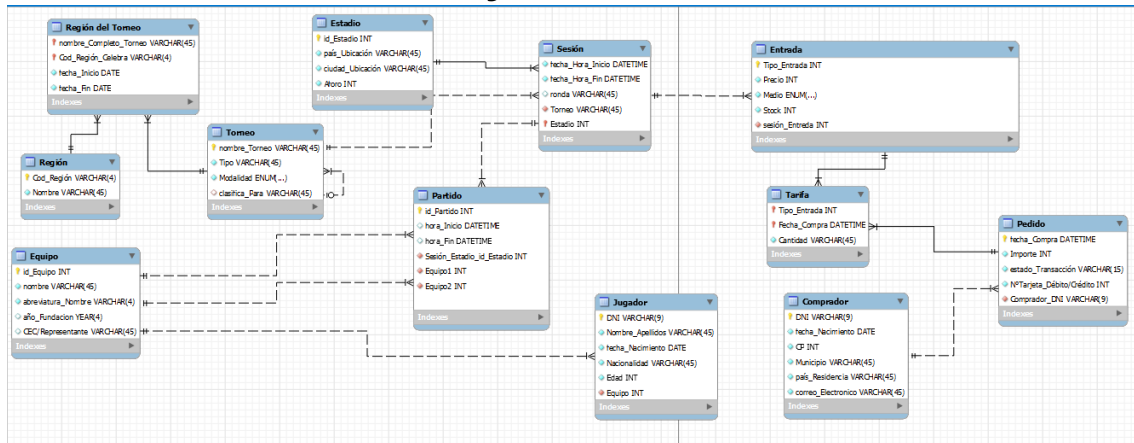 Región del Torneo
nombre_Completo_Torneo VARCHAR(45)
Cod_Región_Celebra VARCHAR(4)
fecha_Inicio DATE
fecha_Fin DATE
Indexes
Estadio
id_Estadio INT
país_Ubicación VARCHAR(45)
ciudad_Ubicación VARCHAR(45)
Aforo INT
Indexes
Sesión
fecha_Hora_Inicio DATETIME
fecha_Hora_Fin DATETIME
ronda VARCHAR(45)
Torneo VARCHAR(45)
Estadio INT
Indexes
Entrada
Tipo_Entrada INT
Precio INT
Medio ENUM(...)
Stock INT
sesión_Entrada INT
Indexes
Región
Cod_Región VARCHAR(4)
Nombre VARCHAR(45)
Indexes
Torneo
nombre_Torneo VARCHAR(45)
Tipo VARCHAR(45)
Modalidad ENUM(...)
clasifica_Para VARCHAR(45)
Indexes
Partido
id_Partido INT
hora_Inicio DATETIME
hora_Fin DATETIME
Sesión_Estadio_id_Estadio INT
Equipo1 INT
Equipo2 INT
Indexes
Tarifa
Tipo_Entrada INT
Fecha_Compra DATETIME
Cantidad VARCHAR(45)
Indexes
Pedido
fecha_Compra DATETIME
Importe INT
estado_Transacción VARCHAR(15)
NºTarjeta_Débito/Crédito INT
Comprador_DNI VARCHAR(9)
Indexes
Equipo
id_Equipo INT
nombre VARCHAR(45)
abreviatura_Nombre VARCHAR(4)
año_Fundacion YEAR(4)
CEC/Representante VARCHAR(45)
Indexes
Jugador
DNI VARCHAR(9)
Nombre_Apellidos VARCHAR(45)
fecha_Nacimiento DATE
Nacionalidad VARCHAR(45)
Edad INT
Equipo INT
Indexes
Comprador
DNI VARCHAR(9)
fecha_Nacimiento DATE
CP INT
Municipio VARCHAR(45)
país_Residencia VARCHAR(45)
correo_Electronico VARCHAR(45)
Indexes